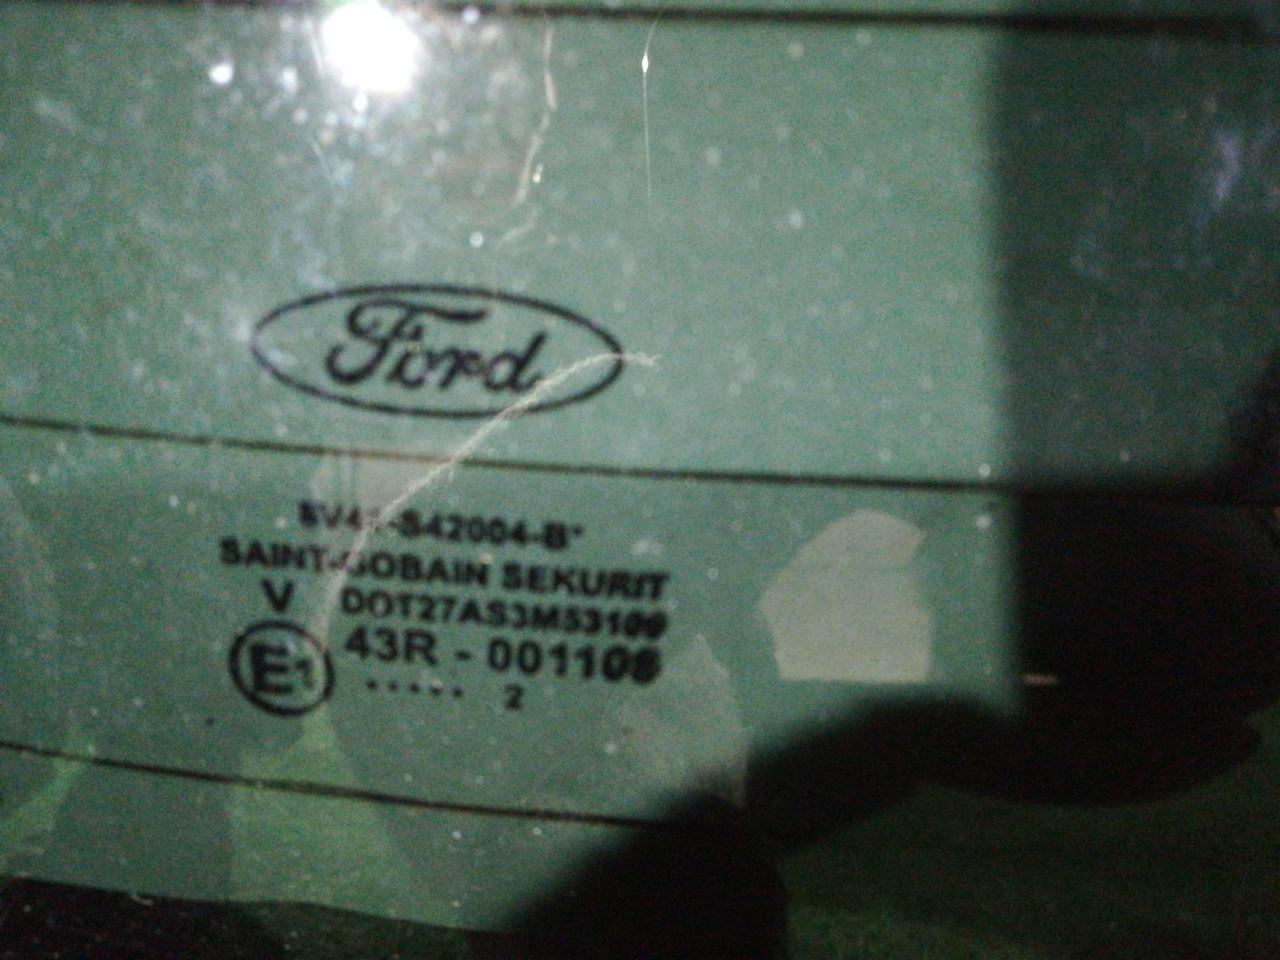 Ford
SAINT-GOBAIN SEKURIT
V DOT27AS3M53109
E1 43R - 001108
..... 2